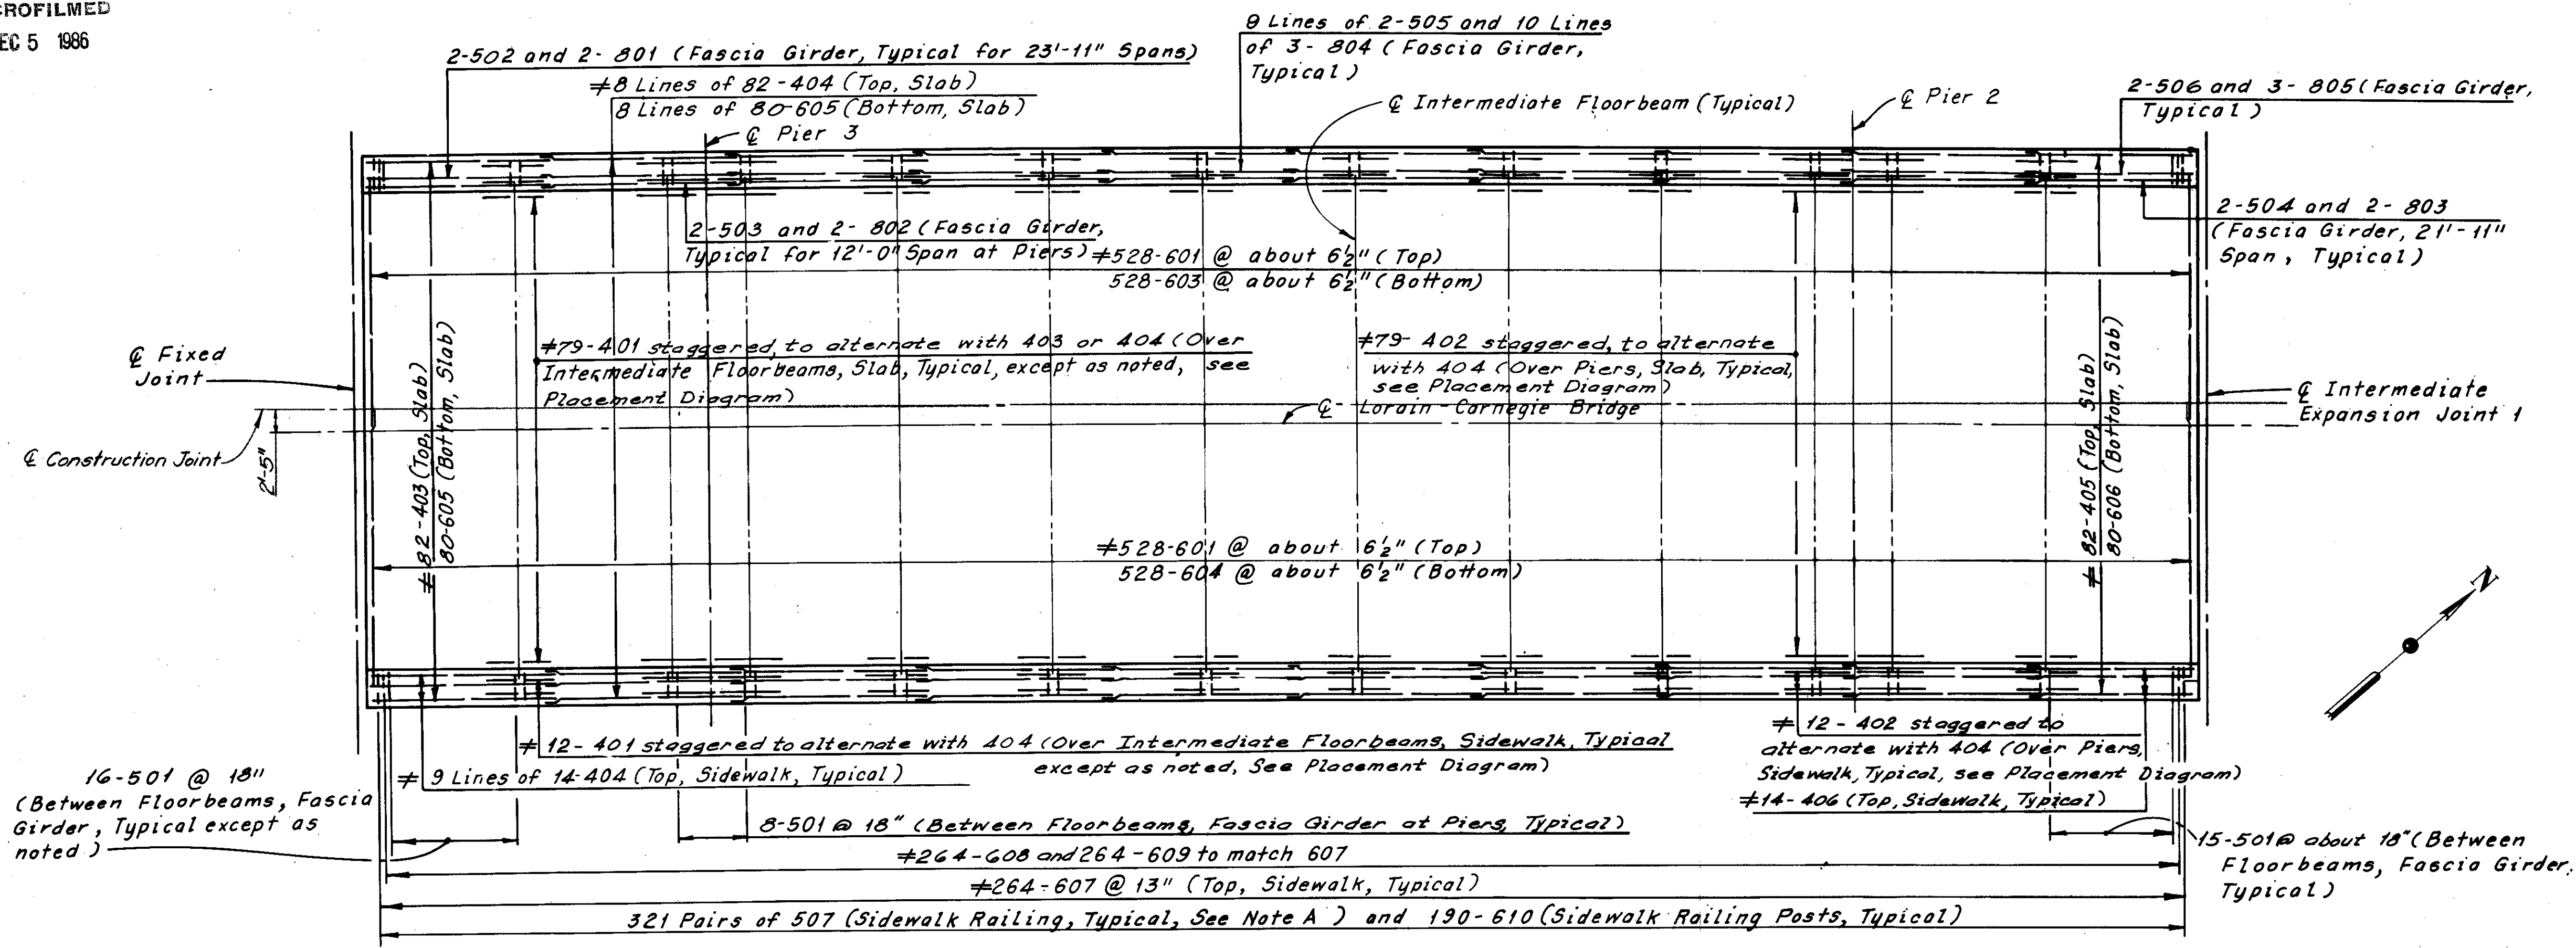 CROFILMED
EC 5 1986
2-502 and 2-801 (Fascia Girder, Typical for 23'-11" Spans)
≠8 Lines of 82-404 (Top, Slab)
8 Lines of 80-605 (Bottom, Slab)
℄ Pier 3
9 Lines of 2-505 and 10 Lines
of 3-804 (Fascia Girder,
Typical)
℄ Intermediate Floorbeam (Typical)
℄ Pier 2
2-506 and 3-805 (Fascia Girder,
Typical)
2-503 and 2-802 (Fascia Girder,
Typical for 12'-0" Span at Piers)
2-504 and 2-803
(Fascia Girder, 21'-11"
Span, Typical)
≠528-601 @ about 6½" (Top)
528-603 @ about 6½" (Bottom)
℄ Fixed
Joint
≠79-401 staggered, to alternate with 403 or 404 (Over
Intermediate Floorbeams, Slab, Typical, except as noted, see
Placement Diagram)
≠79-402 staggered, to alternate
with 404 (Over Piers, Slab, Typical,
see Placement Diagram)
℄ Lorain-Carnegie Bridge
℄ Intermediate
Expansion Joint 1
℄ Construction Joint
2'-5"
≠82-403 (Top, Slab)
80-605 (Bottom, Slab)
≠82-405 (Top, Slab)
80-606 (Bottom, Slab)
≠528-601 @ about 6½" (Top)
528-604 @ about 6½" (Bottom)
N
≠12-401 staggered to alternate with 404 (Over Intermediate Floorbeams, Sidewalk, Typical
except as noted, See Placement Diagram)
≠12-402 staggered to
alternate with 404 (Over Piers,
Sidewalk, Typical, see Placement Diagram)
≠9 Lines of 14-404 (Top, Sidewalk, Typical)
≠14-406 (Top, Sidewalk, Typical)
16-501 @ 18"
(Between Floorbeams, Fascia
Girder, Typical except as
noted)
8-501 @ 18" (Between Floorbeams, Fascia Girder at Piers, Typical)
15-501 @ about 18" (Between
Floorbeams, Fascia Girder,
Typical)
≠264-608 and 264-609 to match 607
≠264-607 @ 13" (Top, Sidewalk, Typical)
321 Pairs of 507 (Sidewalk Railing, Typical, See Note A) and 190-610 (Sidewalk Railing Posts, Typical)